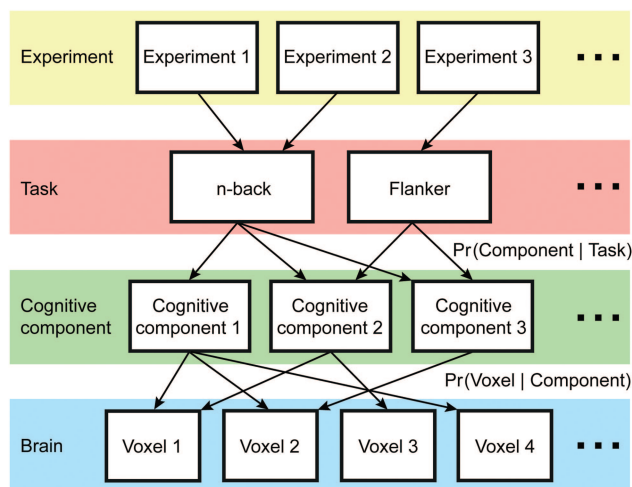 Experiment
Experiment 1
Experiment 2
Experiment 3
Task
n-back
Flanker
Pr(Component | Task)
Cognitive
component
Cognitive
component 1
Cognitive
component 2
Cognitive
component 3
Pr(Voxel | Component)
Brain
Voxel 1
Voxel 2
Voxel 3
Voxel 4